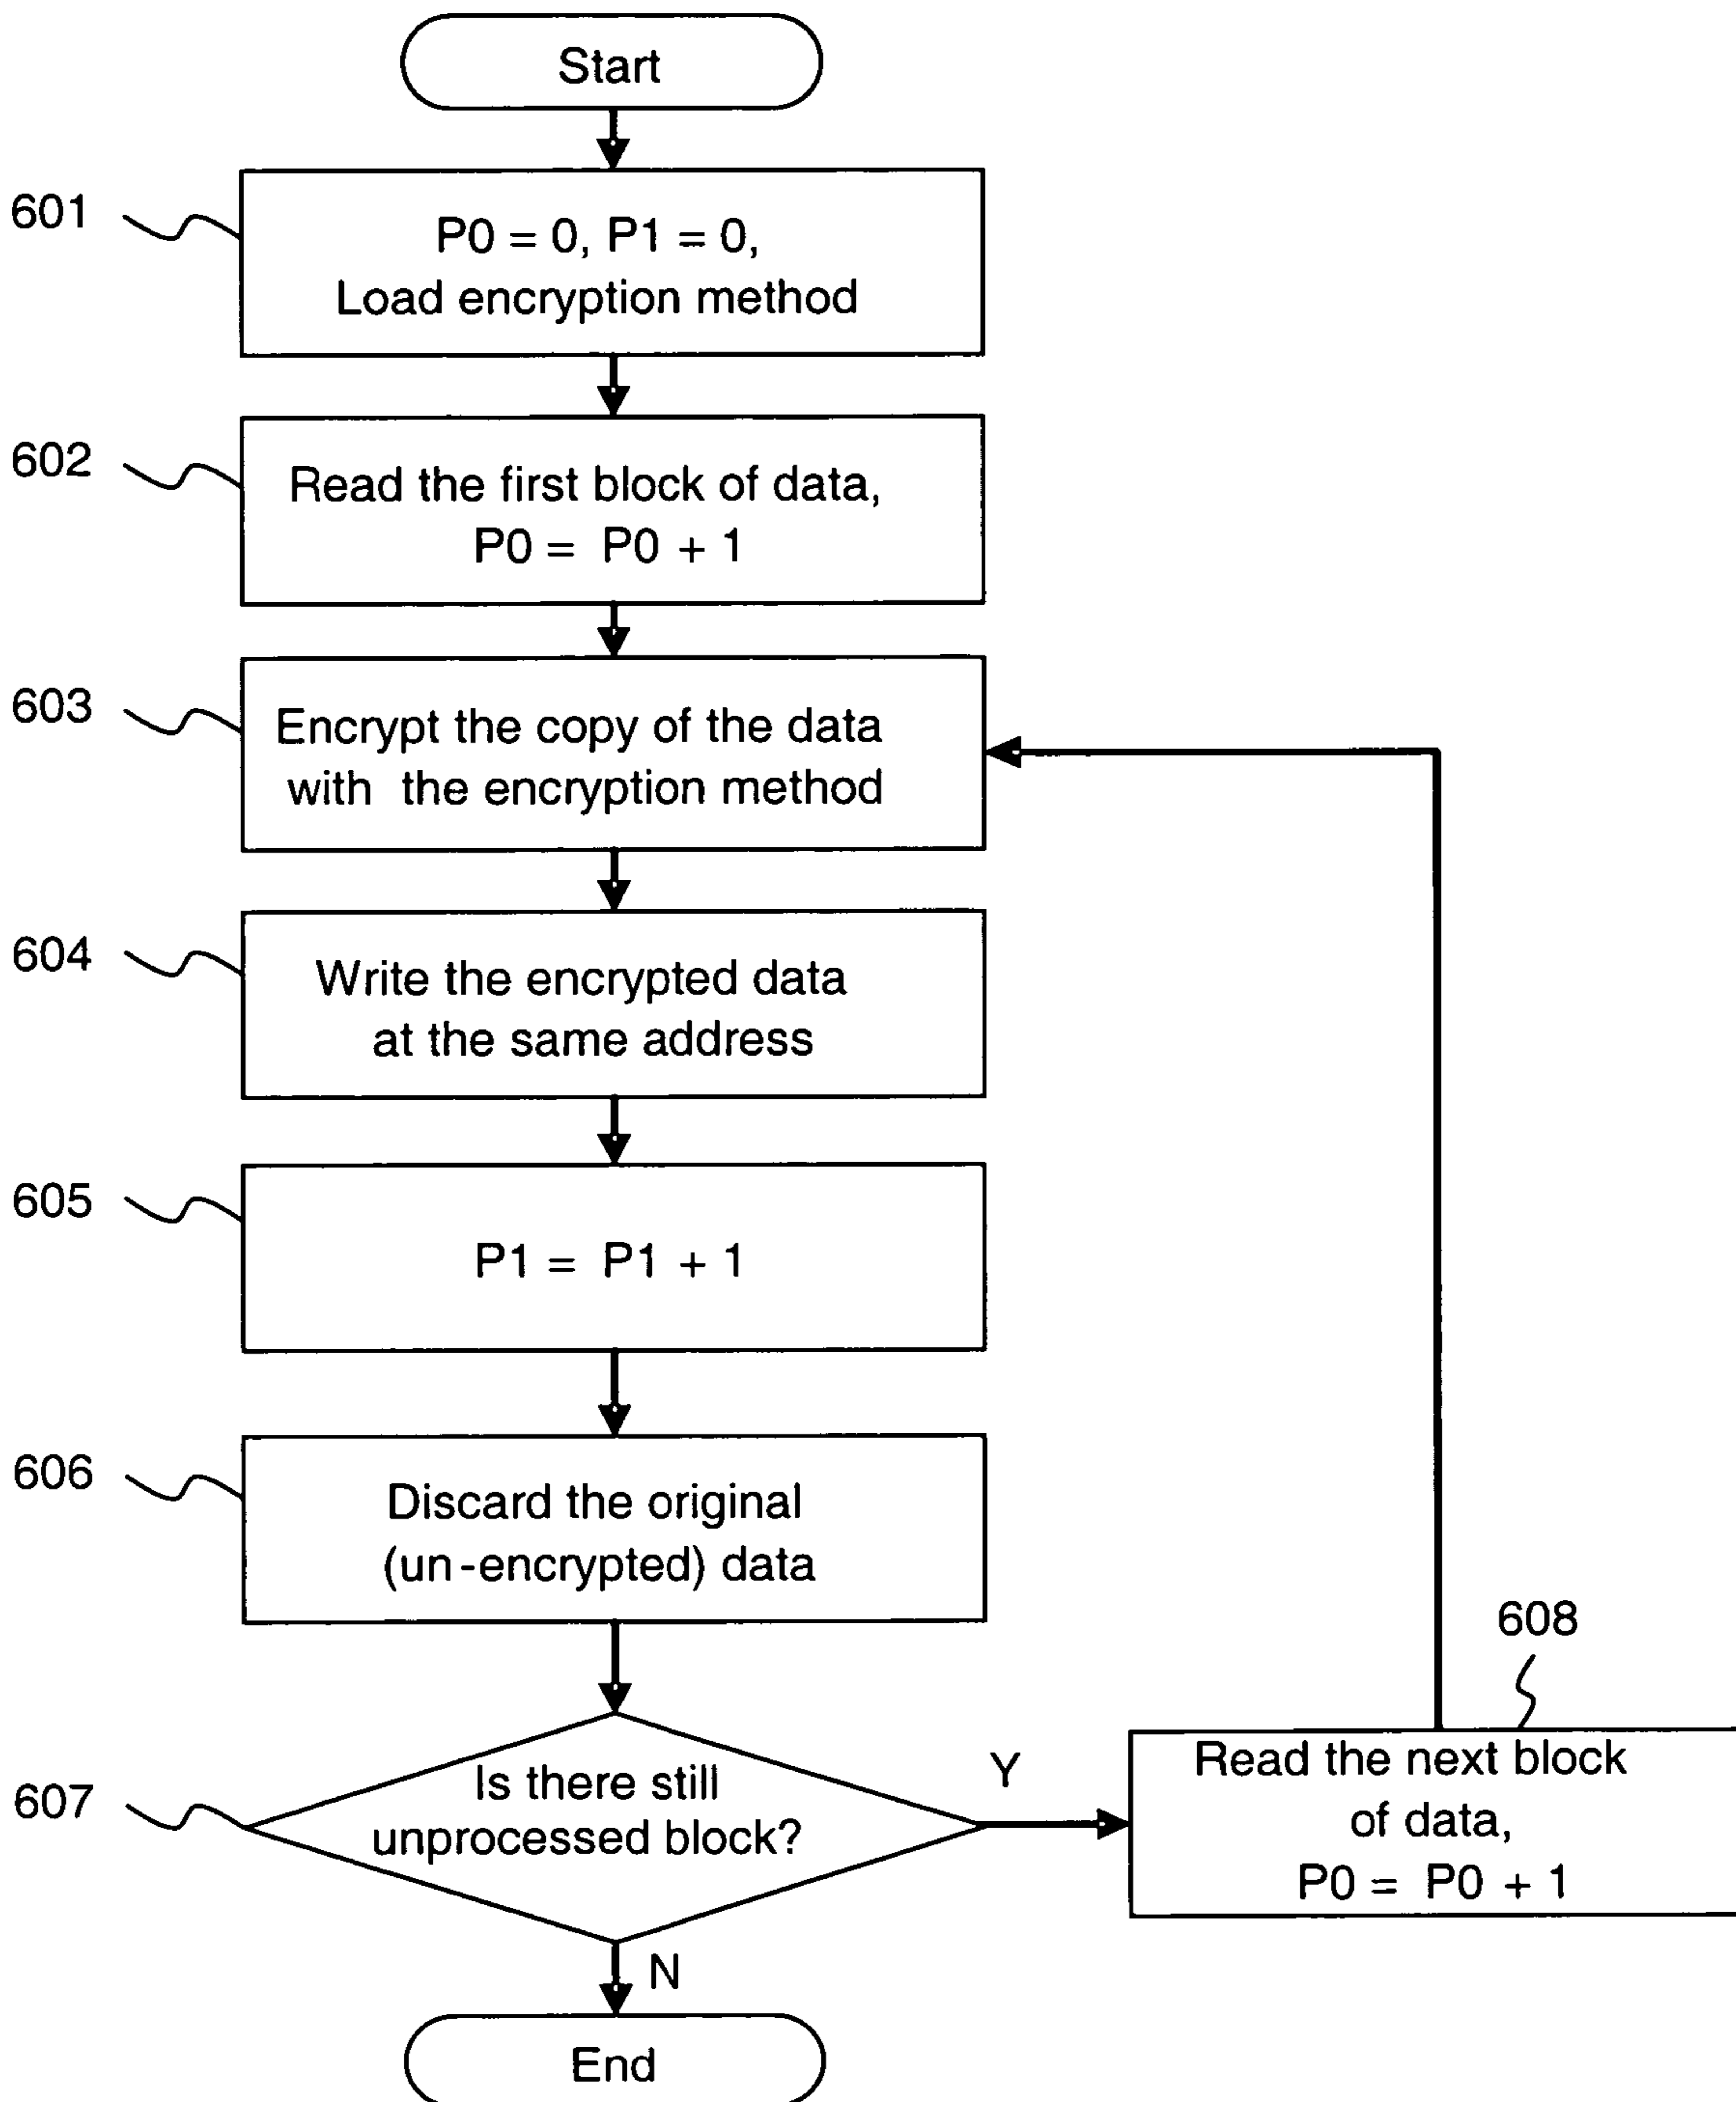 Start
601
P0 = 0, P1 = 0,
Load encryption method
602
Read the first block of data,
P0 = P0 + 1
603
Encrypt the copy of the data
with the encryption method
604
Write the encrypted data
at the same address
605
P1 = P1 + 1
606
Discard the original
(un-encrypted) data
607
Is there still
unprocessed block?
Y
608
Read the next block
of data,
P0 = P0 + 1
N
End